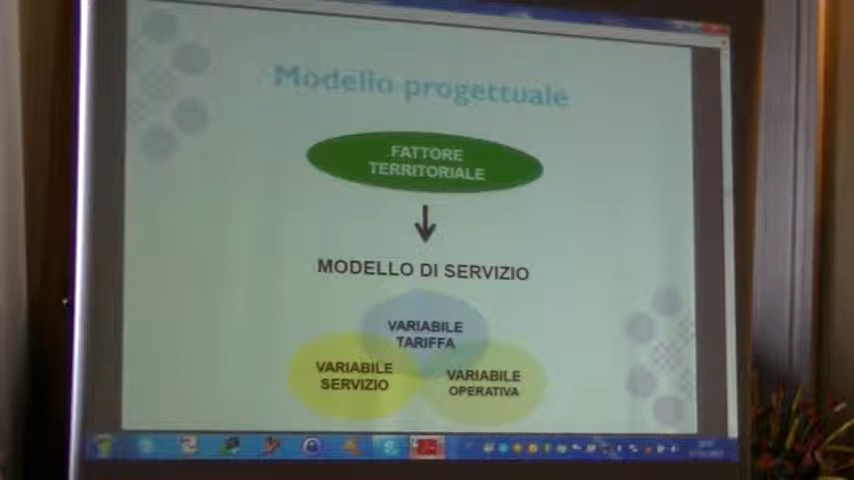 Modello progettuale
FATTORE
TERRITORIALE
MODELLO DI SERVIZIO
VARIABILE
TARIFFA
VARIABILE
SERVIZIO
VARIABILE
OPERATIVA